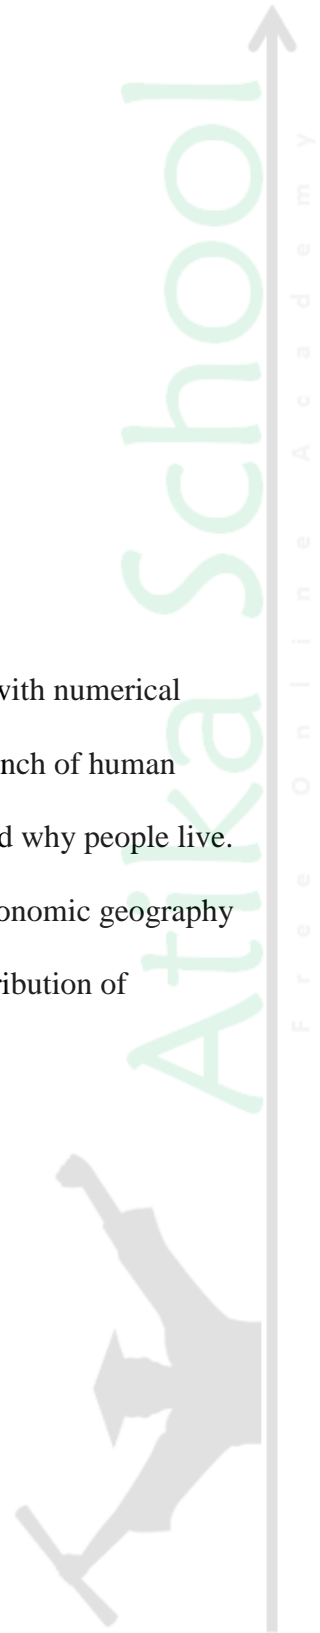 with numerical
nch of human
d why people live.
onomic geography
ribution of
Atika School
Free Online Academy